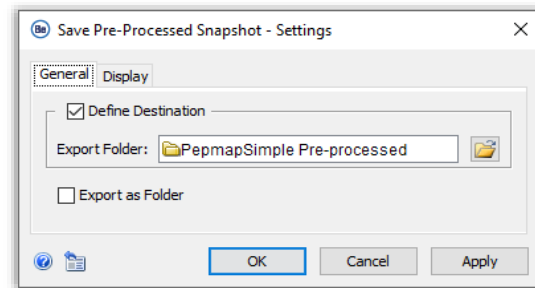 Be Save Pre-Processed Snapshot - Settings
General Display
Define Destination
Export Folder: PepmapSimple Pre-processed
Export as Folder
OK Cancel Apply